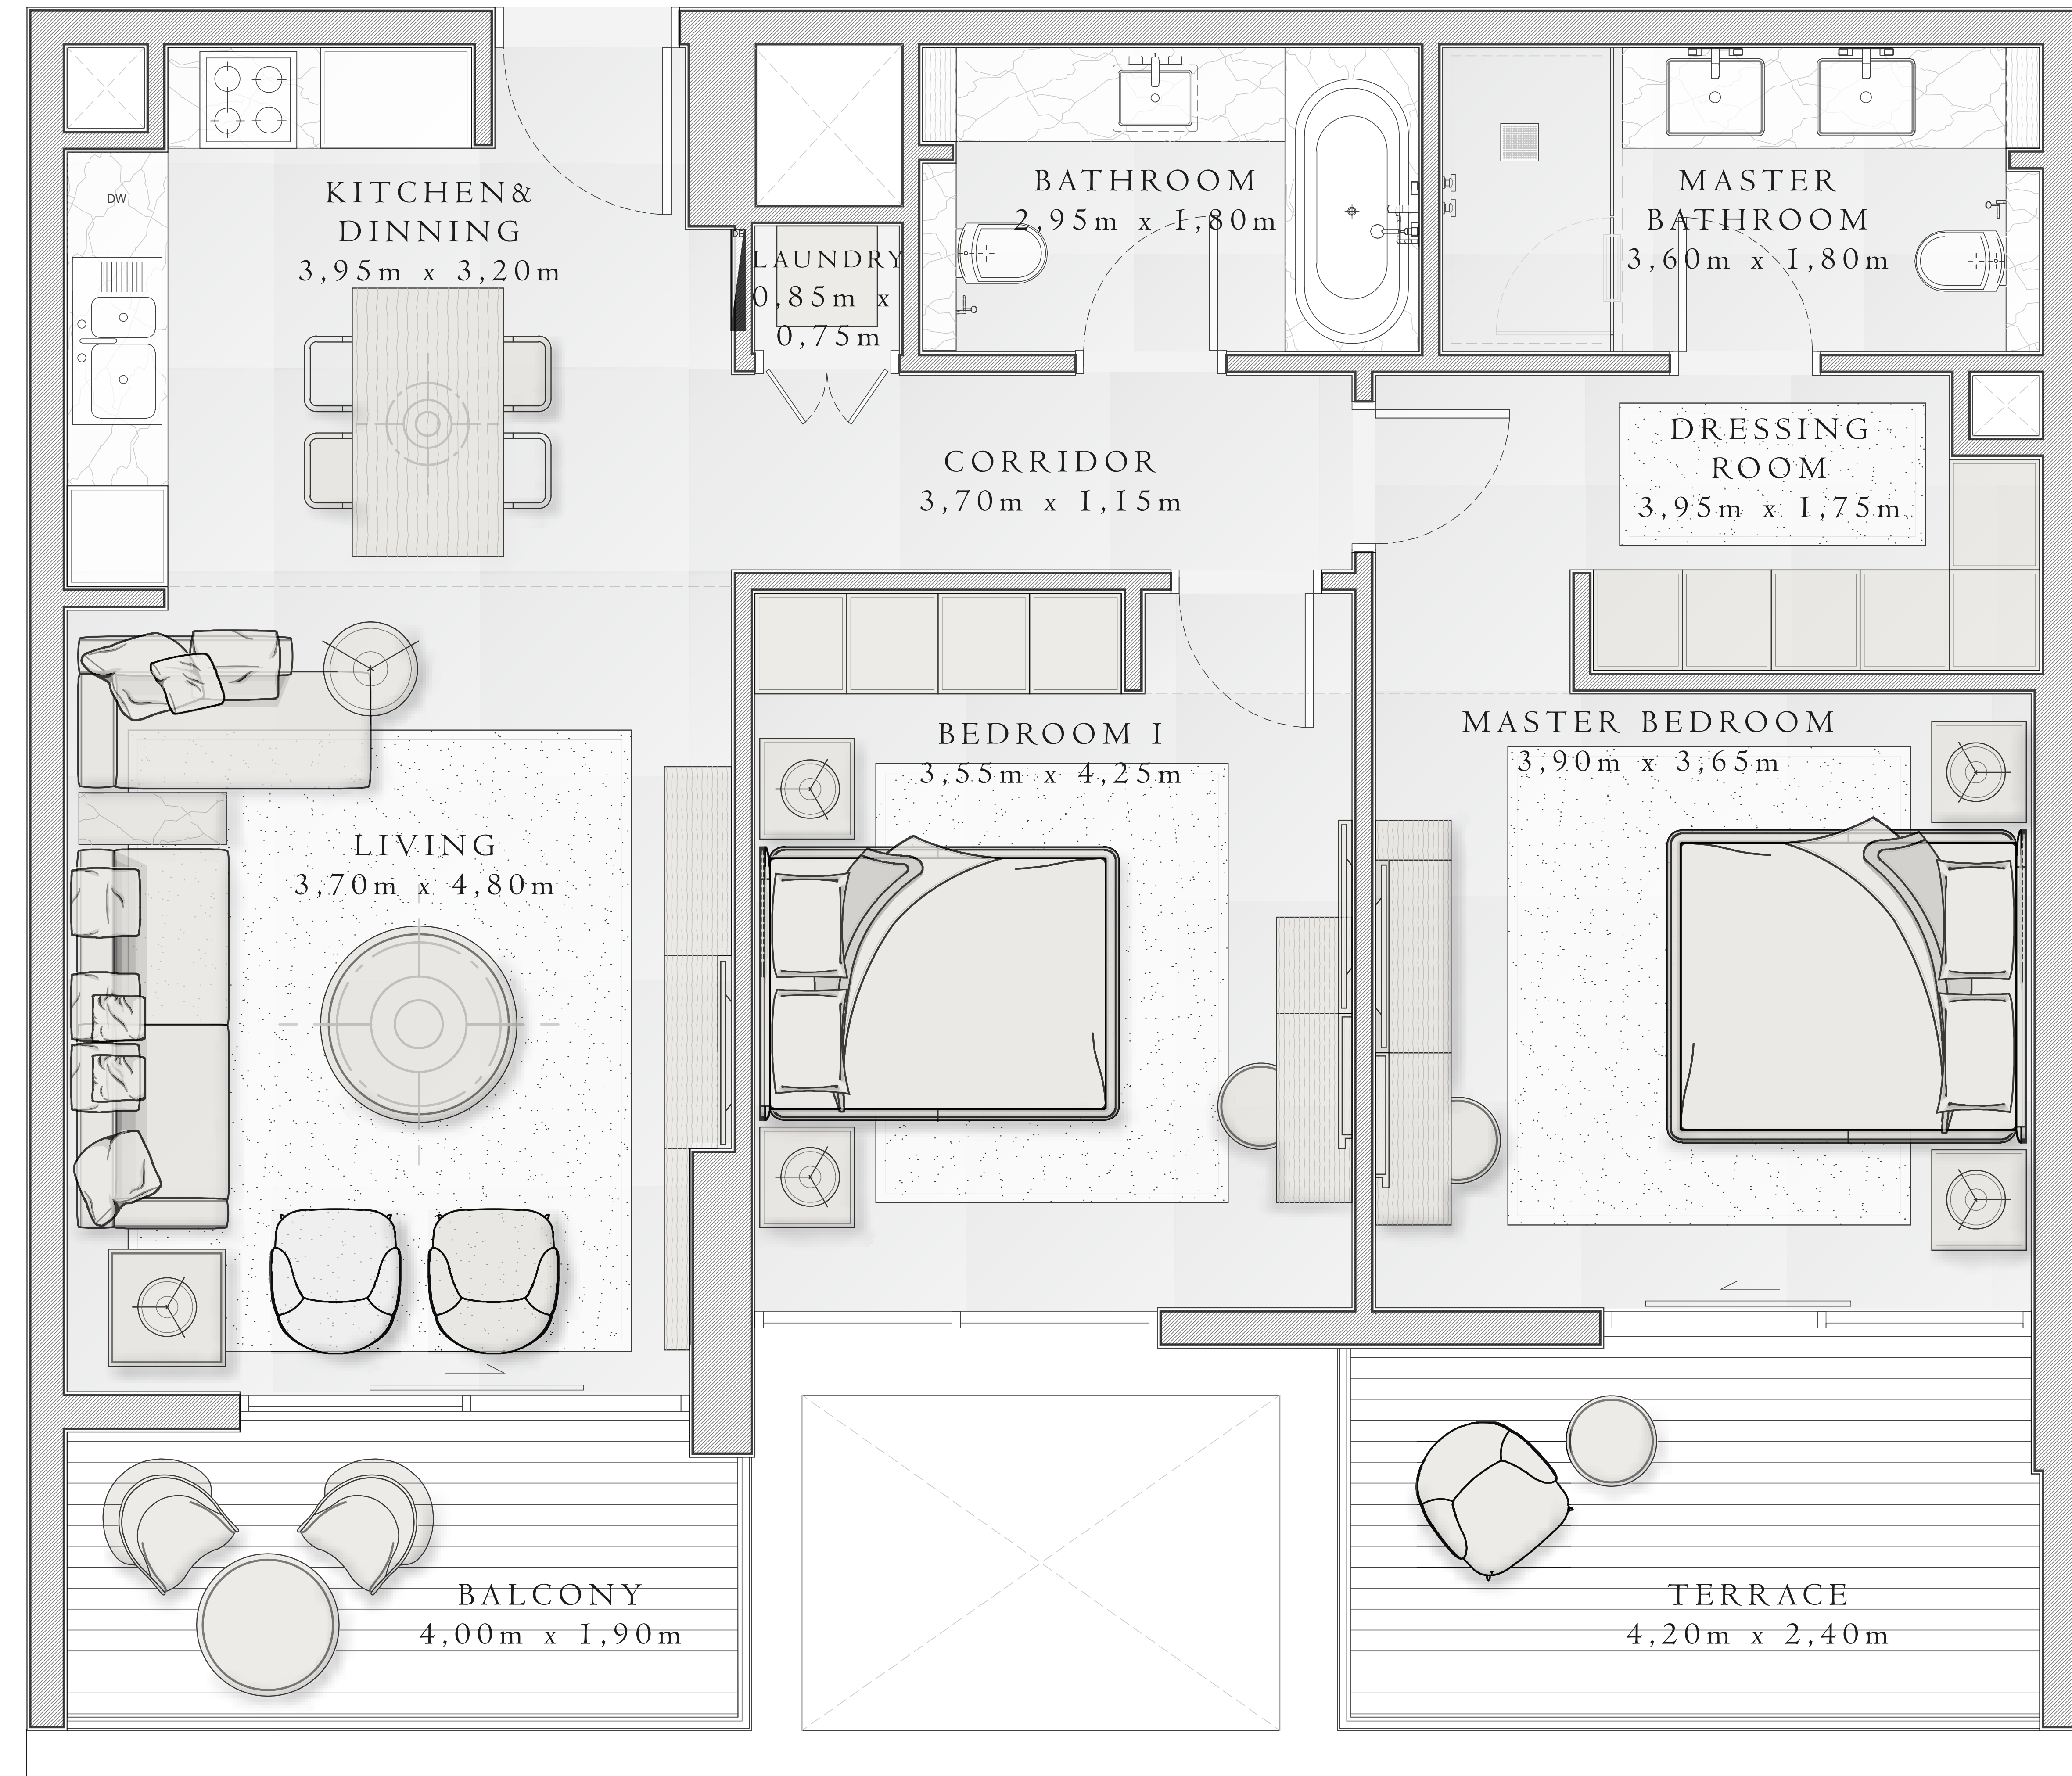 KITCHEN&
DINNING
3,95m x 3,20m
DW
LAUNDRY
0,85m x
0,75m
BATHROOM
2,95m x 1,80m
MASTER
BATHROOM
3,60m x 1,80m
CORRIDOR
3,70m x 1,15m
DRESSING
ROOM
3,95m x 1,75m
LIVING
3,70m x 4,80m
BEDROOM 1
3,55m x 4,25m
MASTER BEDROOM
3,90m x 3,65m
BALCONY
4,00m x 1,90m
TERRACE
4,20m x 2,40m